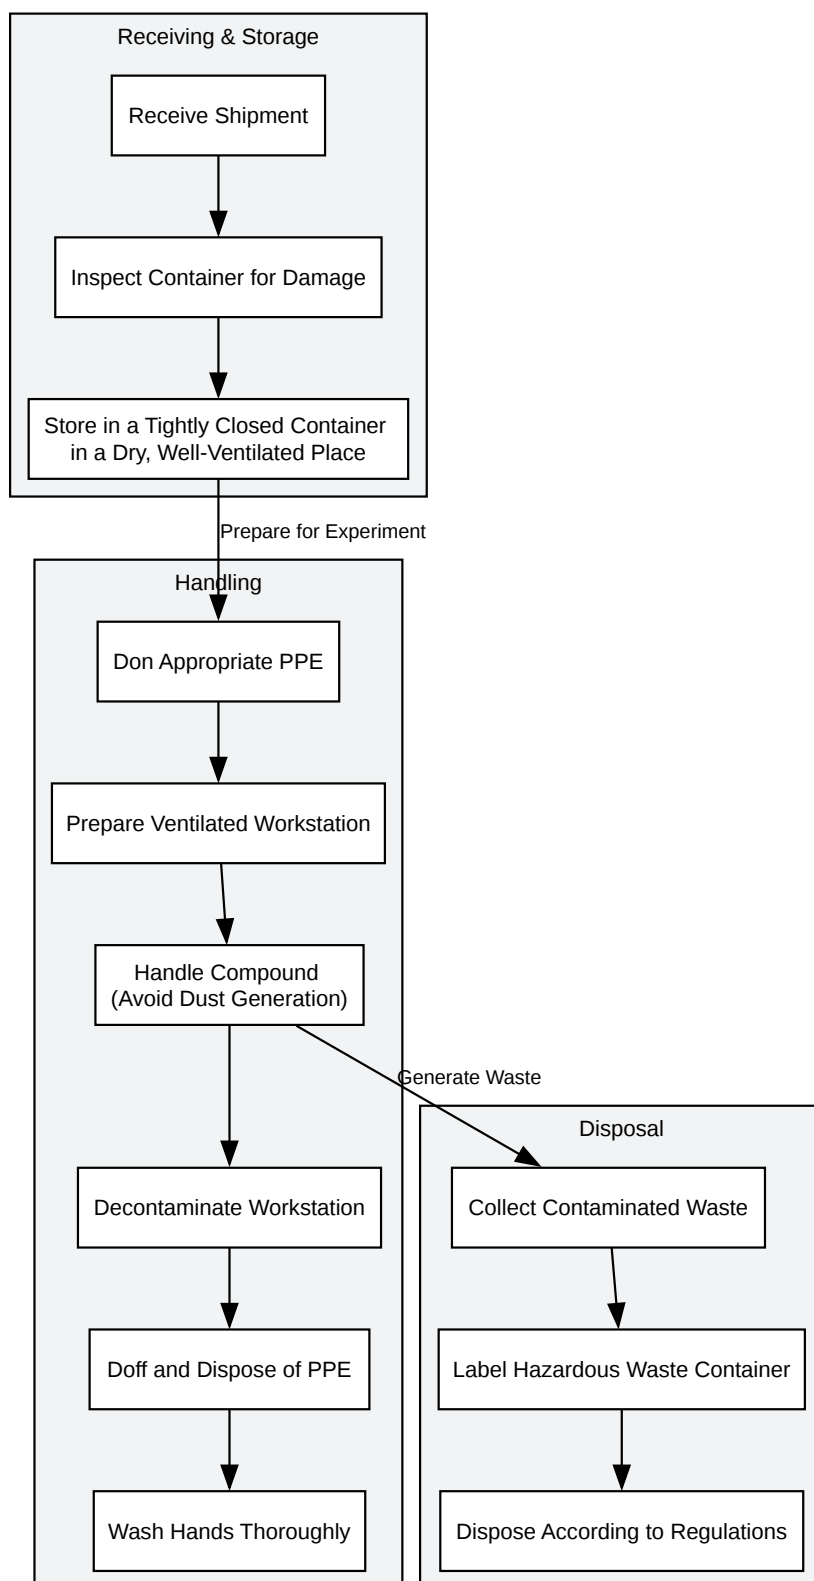 Receiving & Storage
Receive Shipment
Inspect Container for Damage
Store in a Tightly Closed Container
in a Dry, Well-Ventilated Place
Prepare for Experiment
Handling
Don Appropriate PPE
Prepare Ventilated Workstation
Handle Compound
(Avoid Dust Generation)
Generate Waste
Disposal
Decontaminate Workstation
Collect Contaminated Waste
Doff and Dispose of PPE
Label Hazardous Waste Container
Wash Hands Thoroughly
Dispose According to Regulations